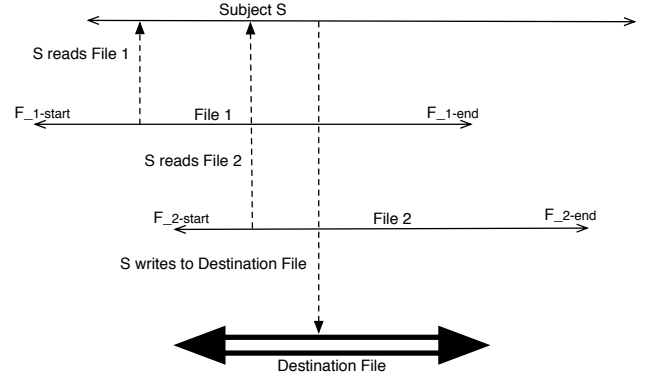 Subject S
S reads File 1
F_1-start File 1 F_1-end
S reads File 2
F_2-start File 2 F_2-end
S writes to Destination File
Destination File